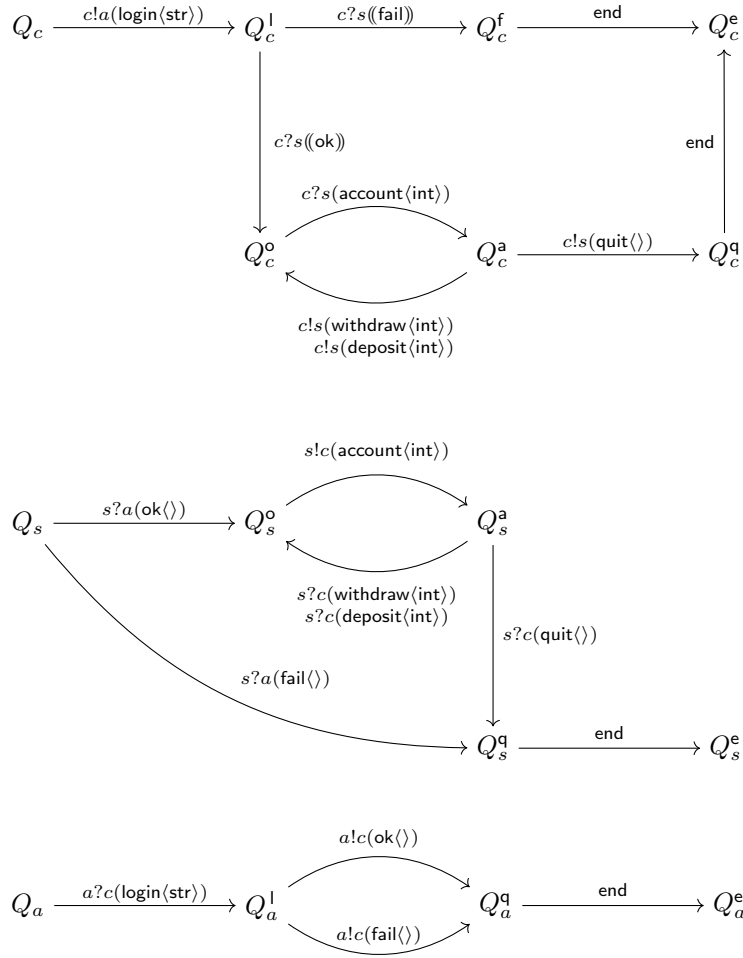 Q_c c!a(login⟨str⟩) Q_c^l c?s⸨fail⸩ Q_c^f end Q_c^e
c?s⸨ok⸩ end
c?s(account⟨int⟩)
Q_c^o Q_c^a c!s(quit⟨⟩) Q_c^q
c!s(withdraw⟨int⟩)
c!s(deposit⟨int⟩)
s!c(account⟨int⟩)
Q_s s?a(ok⟨⟩) Q_s^o Q_s^a
s?c(withdraw⟨int⟩)
s?c(deposit⟨int⟩)
s?c(quit⟨⟩)
s?a(fail⟨⟩)
Q_s^q end Q_s^e
a!c(ok⟨⟩)
Q_a a?c(login⟨str⟩) Q_a^l Q_a^q end Q_a^e
a!c(fail⟨⟩)